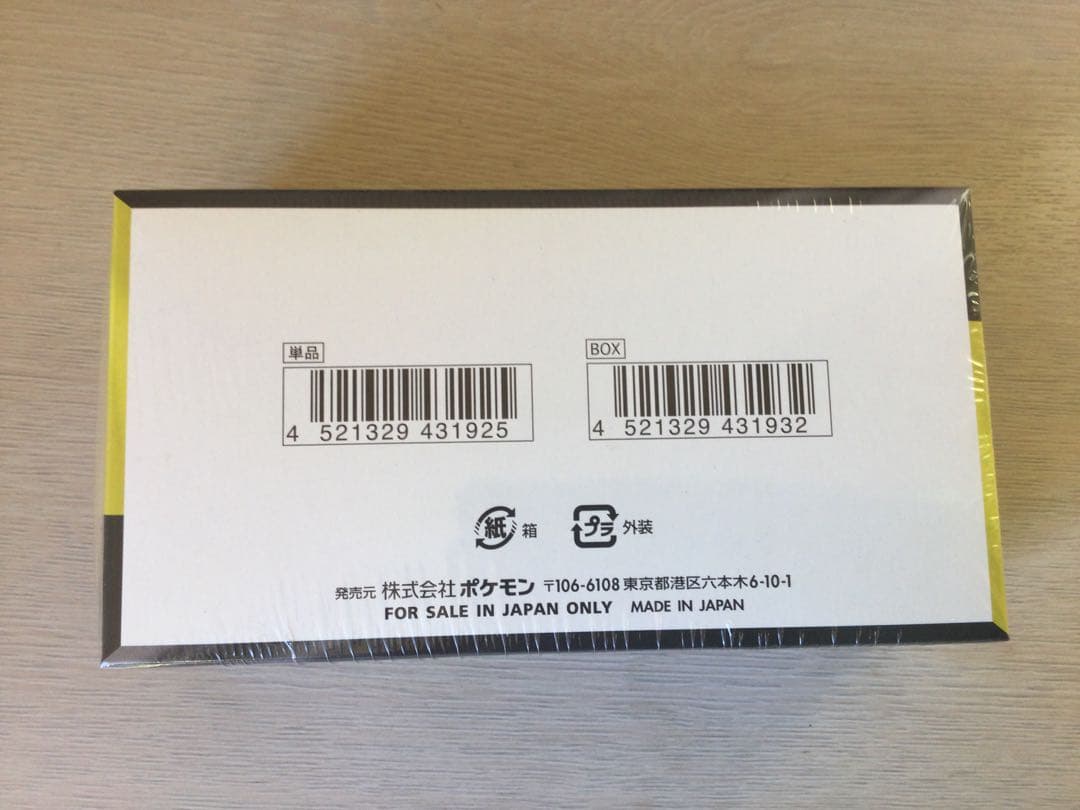 単品
BOX
4 521329 431925
4 521329 431932
紙 箱
プラ 外装
発売元 株式会社 ポケモン 〒106-6108 東京都港区六本木6-10-1
FOR SALE IN JAPAN ONLY MADE IN JAPAN